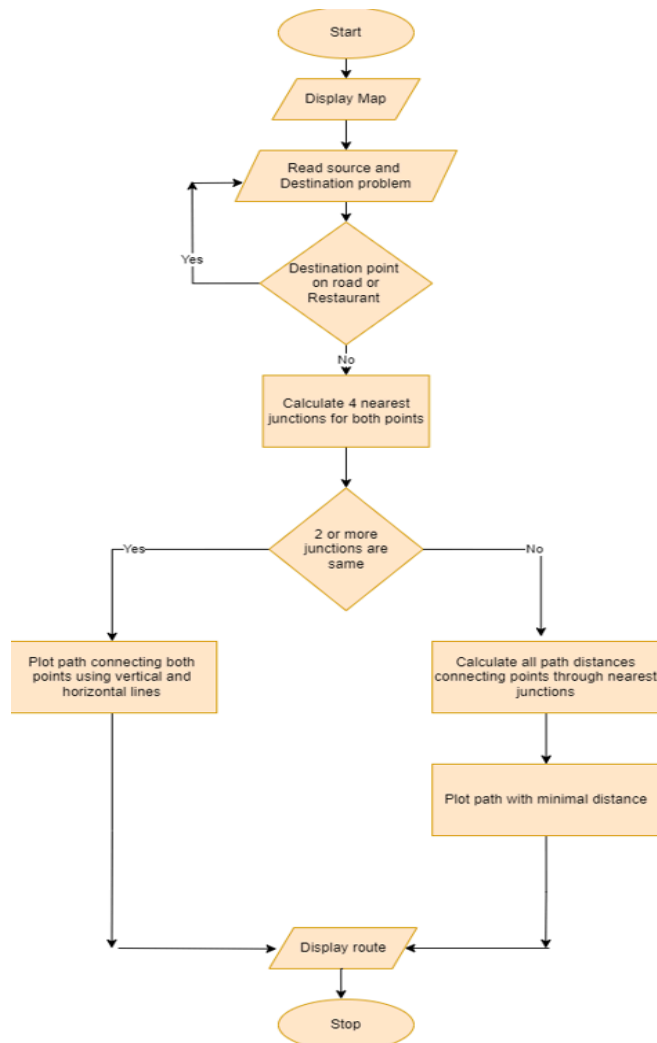 Start
Display Map
Read source and
Destination problem
Yes
Destination point
on road or
Restaurant
No
Calculate 4 nearest
junctions for both points
2 or more
junctions are
same
Yes
No
Plot path connecting both
points using vertical and
horizontal lines
Calculate all path distances
connecting points through nearest
junctions
Plot path with minimal distance
Display route
Stop